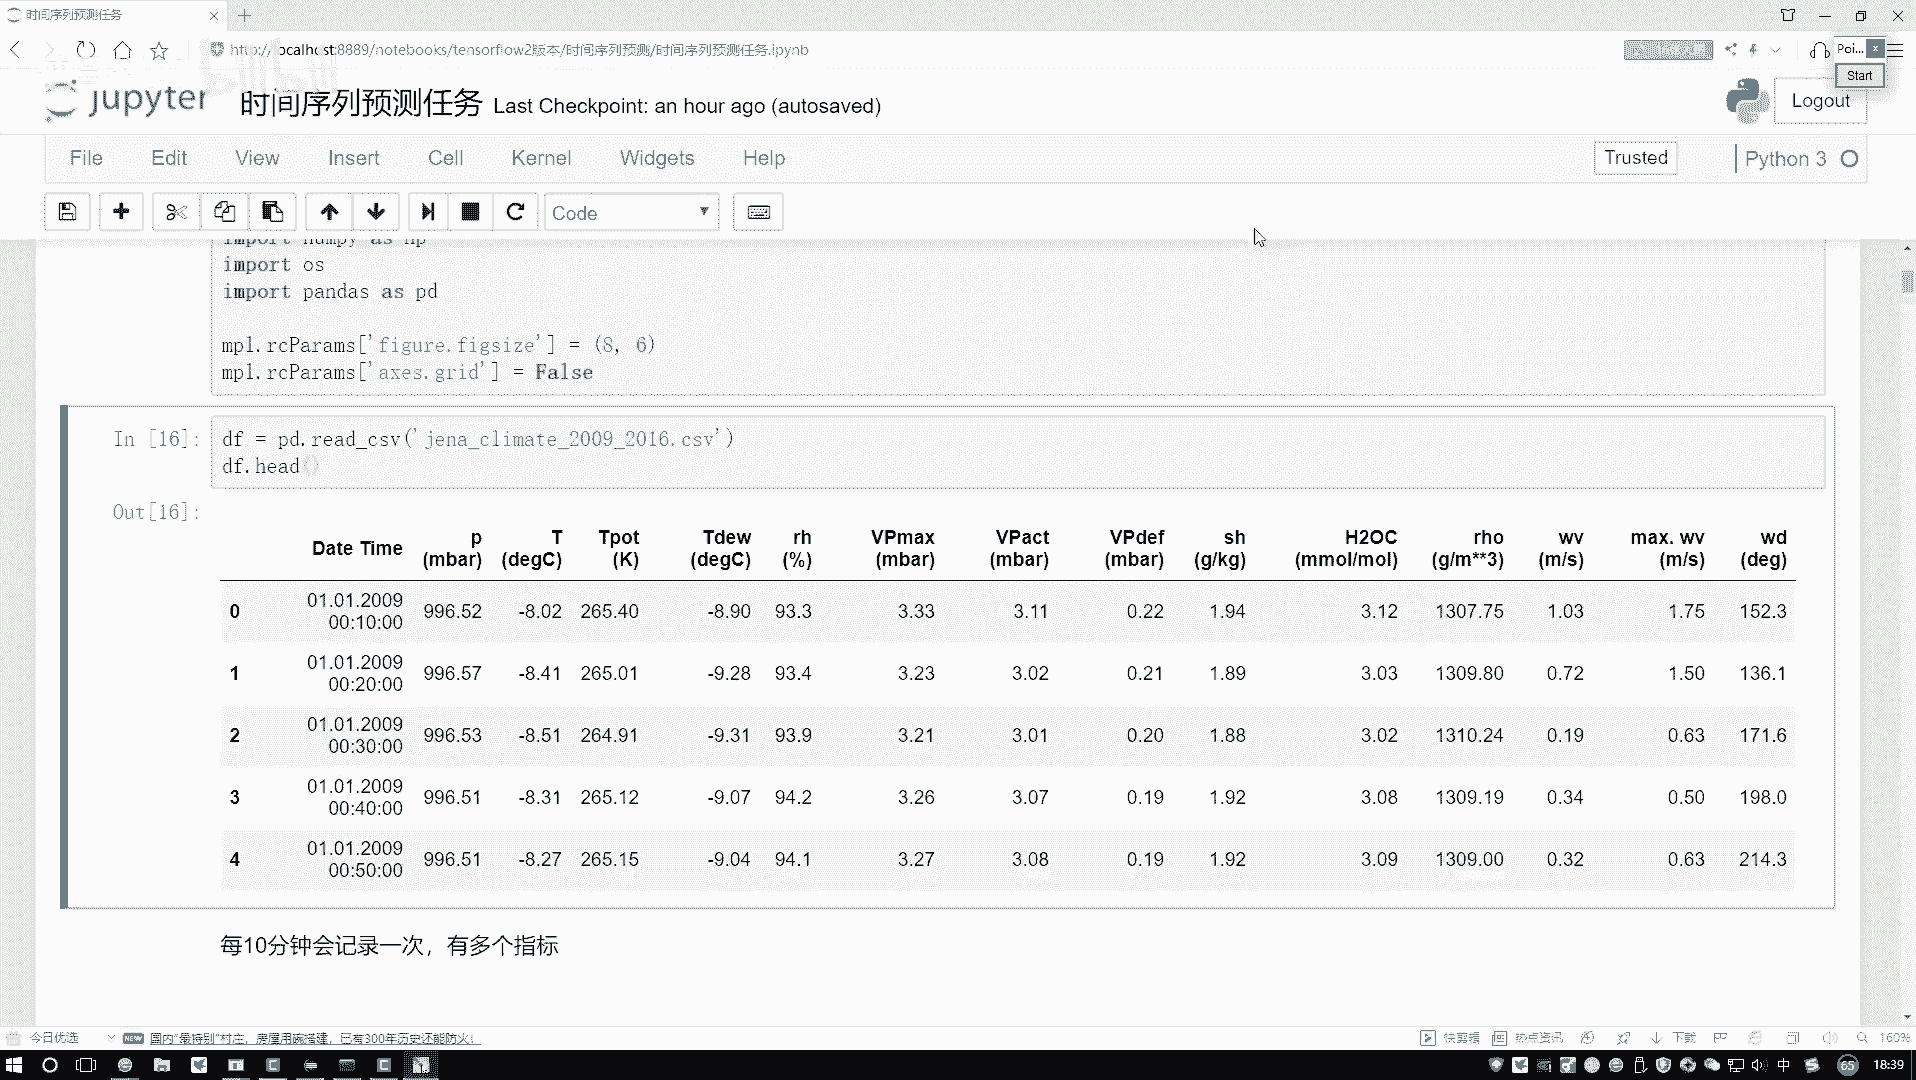 时间序列预测任务
http://localhost:8889/notebooks/tensorflow2版本/时间序列预测/时间序列预测任务.ipynb
Poi...
Start
jupyter 时间序列预测任务 Last Checkpoint: an hour ago (autosaved)
Logout
File Edit View Insert Cell Kernel Widgets Help
Trusted
Python 3
Code
import numpy as np
import os
import pandas as pd
mpl.rcParams['figure.figsize'] = (8, 6)
mpl.rcParams['axes.grid'] = False
In [16]: df = pd.read_csv('jena_climate_2009_2016.csv')
df.head()
Out[16]:
Date Time p (mbar) T (degC) Tpot (K) Tdew (degC) rh (%) VPmax (mbar) VPact (mbar) VPdef (mbar) sh (g/kg) H2OC (mmol/mol) rho (g/m**3) wv (m/s) max. wv (m/s) wd (deg)
0 01.01.2009 00:10:00 996.52 -8.02 265.40 -8.90 93.3 3.33 3.11 0.22 1.94 3.12 1307.75 1.03 1.75 152.3
1 01.01.2009 00:20:00 996.57 -8.41 265.01 -9.28 93.4 3.23 3.02 0.21 1.89 3.03 1309.80 0.72 1.50 136.1
2 01.01.2009 00:30:00 996.53 -8.51 264.91 -9.31 93.9 3.21 3.01 0.20 1.88 3.02 1310.24 0.19 0.63 171.6
3 01.01.2009 00:40:00 996.51 -8.31 265.12 -9.07 94.2 3.26 3.07 0.19 1.92 3.08 1309.19 0.34 0.50 198.0
4 01.01.2009 00:50:00 996.51 -8.27 265.15 -9.04 94.1 3.27 3.08 0.19 1.92 3.09 1309.00 0.32 0.63 214.3
每10分钟会记录一次，有多个指标
今日优选
NEW 国内"最特别"村庄，房屋用碗搭建，已有300年历史还能防火！
快剪辑 热点资讯 下载 160%
中 65 18:39